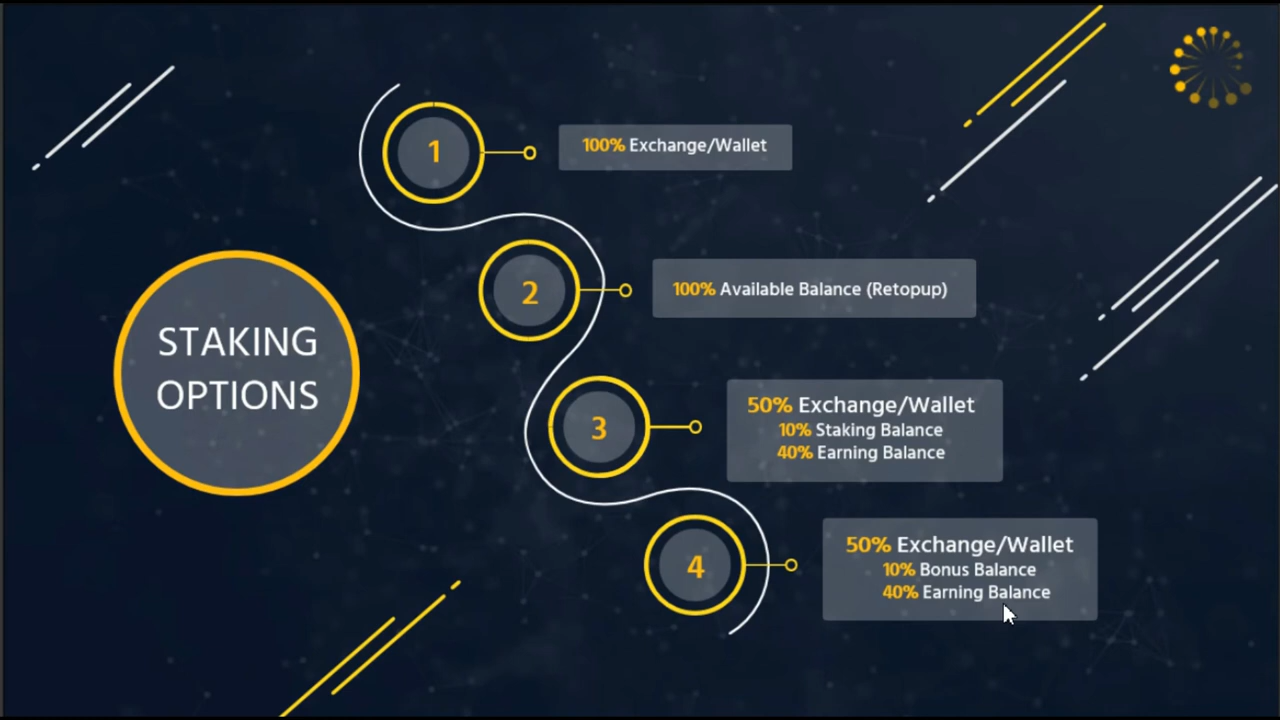 STAKING
OPTIONS
1
100% Exchange/Wallet
2
100% Available Balance (Retopup)
3
50% Exchange/Wallet
10% Staking Balance
40% Earning Balance
4
50% Exchange/Wallet
10% Bonus Balance
40% Earning Balance